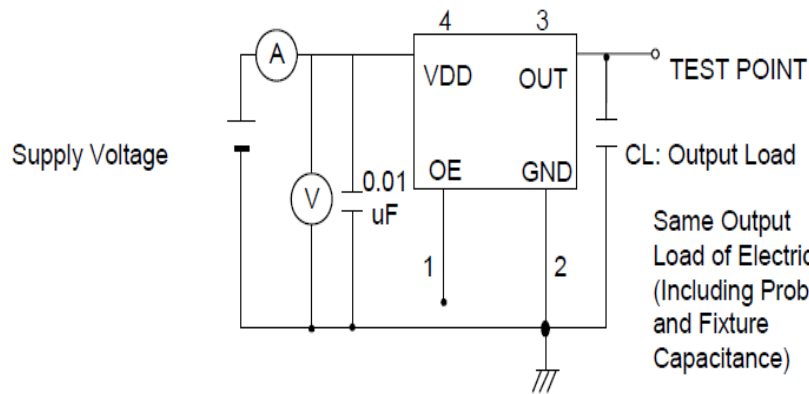 4
3
A
VDD
OUT
TEST POINT
Supply Voltage
V
0.01
uF
OE
GND
CL: Output Load
1
2
Same Output
Load of Electric
(Including Prob
and Fixture
Capacitance)